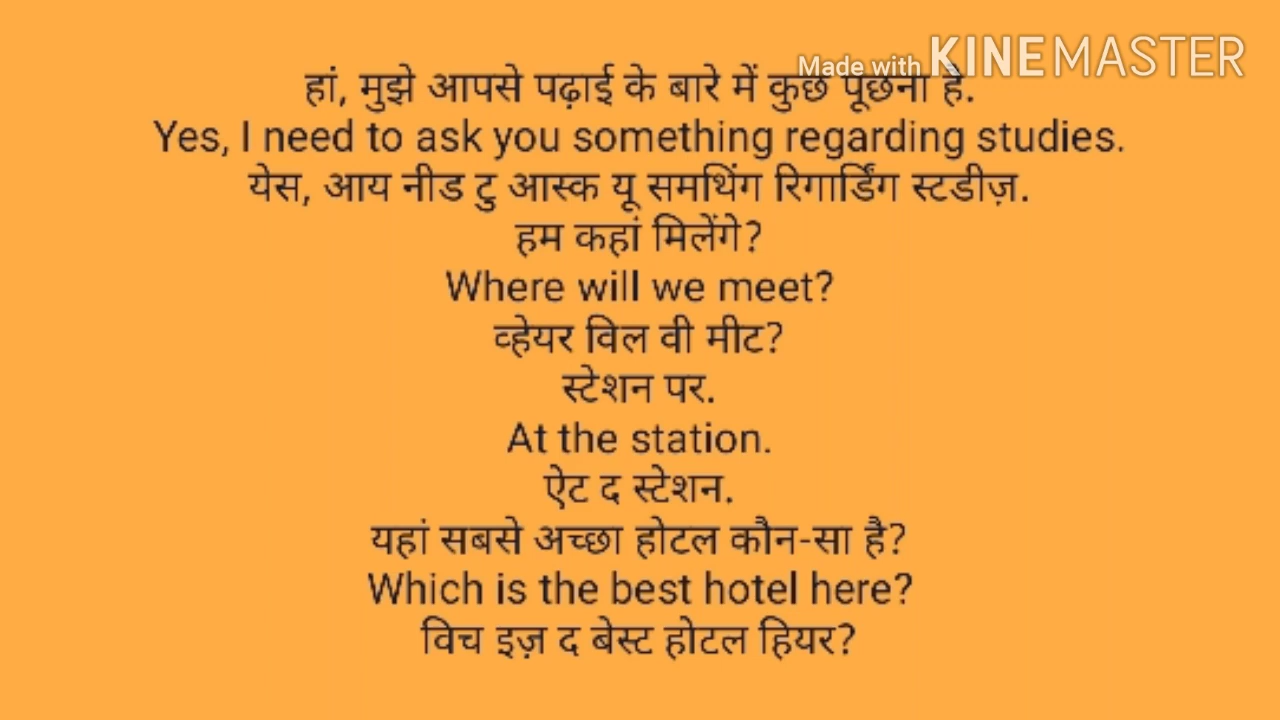 Made with KINEMASTER
हां, मुझे आपसे पढ़ाई के बारे में कुछ पूछना है.
Yes, I need to ask you something regarding studies.
येस, आय नीड टु आस्क यू समथिंग रिगार्डिंग स्टडीज़.
हम कहां मिलेंगे?
Where will we meet?
व्हेयर विल वी मीट?
स्टेशन पर.
At the station.
ऐट द स्टेशन.
यहां सबसे अच्छा होटल कौन-सा है?
Which is the best hotel here?
विच इज़ द बेस्ट होटल हियर?